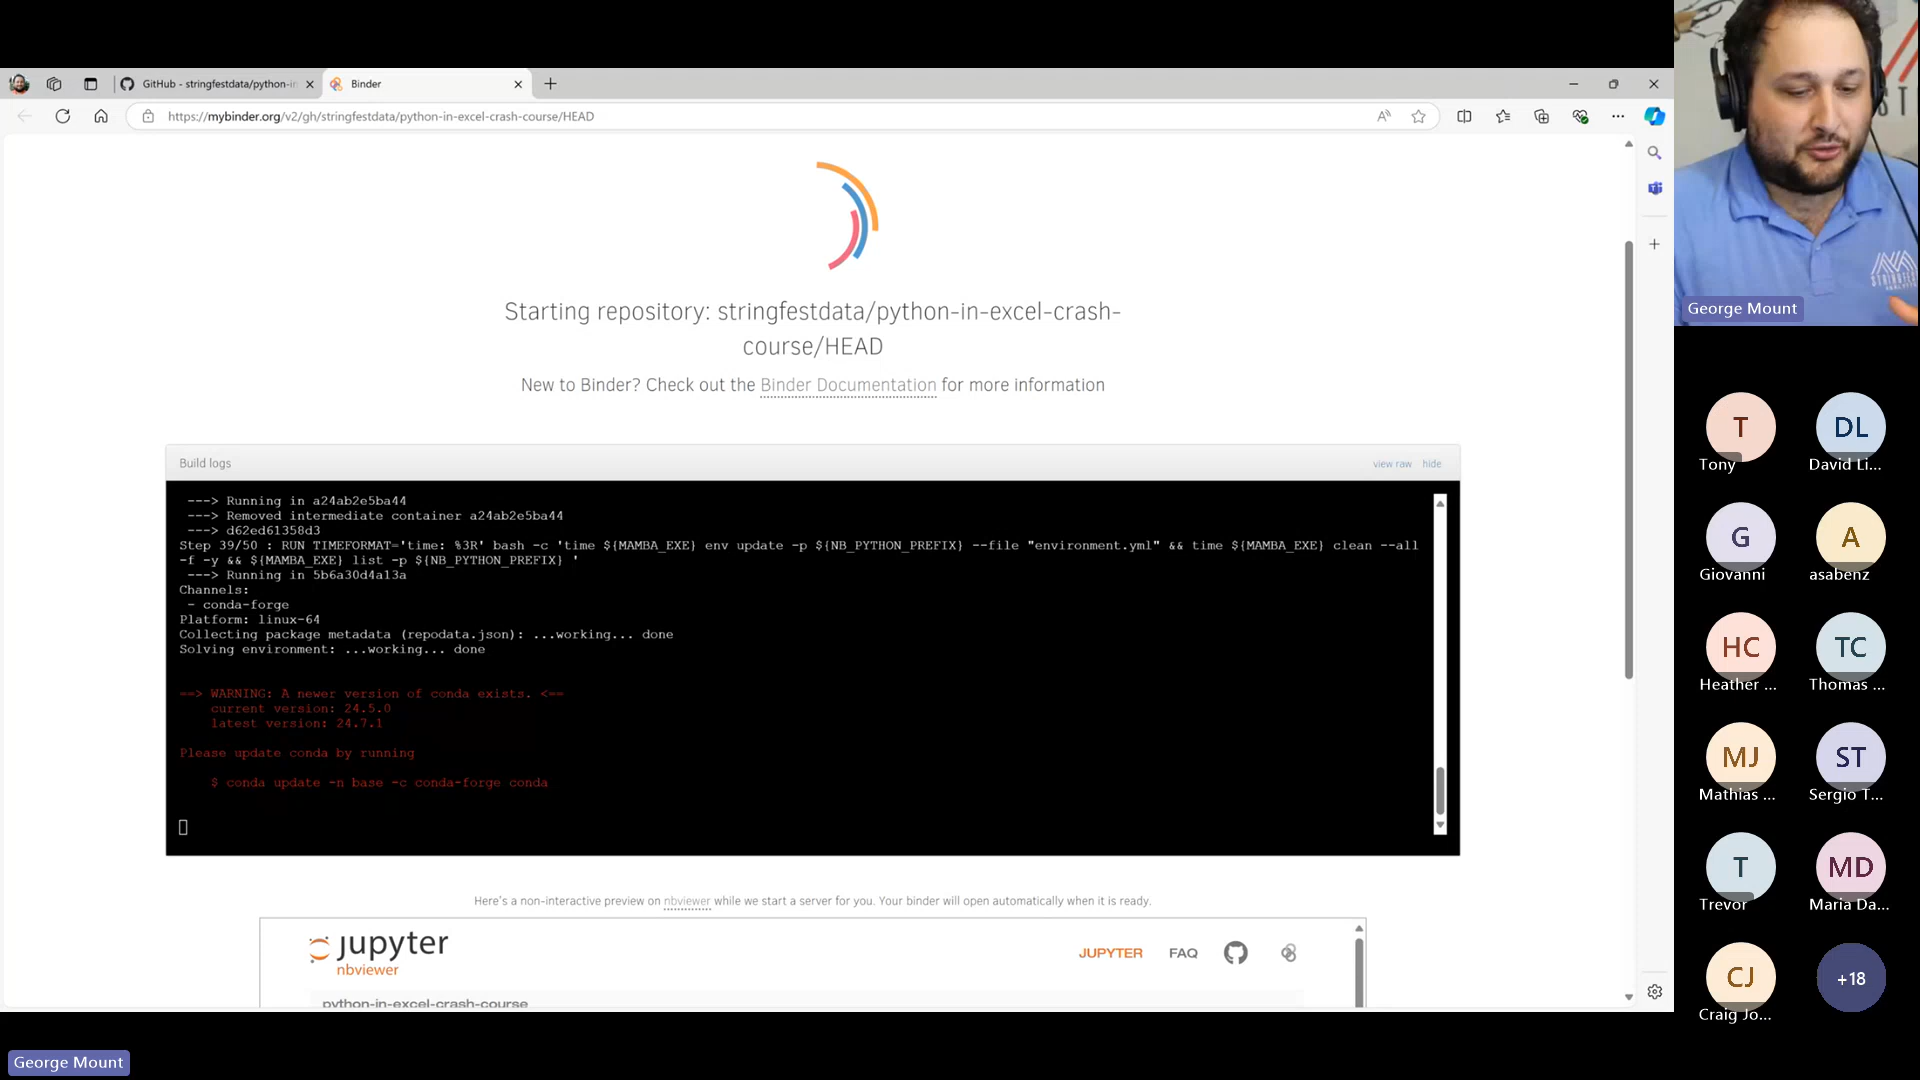 GitHub - stringfestdata/python-in
Binder
https://mybinder.org/v2/gh/stringfestdata/python-in-excel-crash-course/HEAD
Starting repository: stringfestdata/python-in-excel-crash-
course/HEAD
New to Binder? Check out the Binder Documentation for more information
Build logs
view raw
hide
---> Running in a24ab2e5ba44
---> Removed intermediate container a24ab2e5ba44
---> d62ed61358d3
Step 39/50 : RUN TIMEFORMAT='time: %3R' bash -c 'time ${MAMBA_EXE} env update -p ${NB_PYTHON_PREFIX} --file "environment.yml" && time ${MAMBA_EXE} clean --all
-f -y && ${MAMBA_EXE} list -p ${NB_PYTHON_PREFIX} '
---> Running in 5b6a30d4a13a
Channels:
- conda-forge
Platform: linux-64
Collecting package metadata (repodata.json): ...working... done
Solving environment: ...working... done
==> WARNING: A newer version of conda exists. <==
current version: 24.5.0
latest version: 24.7.1
Please update conda by running
$ conda update -n base -c conda-forge conda
Here's a non-interactive preview on nbviewer while we start a server for you. Your binder will open automatically when it is ready.
jupyter
nbviewer
JUPYTER
FAQ
python-in-excel-crash-course
George Mount
T
Tony
DL
David Li...
G
Giovanni
A
asabenz
HC
Heather ...
TC
Thomas ...
MJ
Mathias ...
ST
Sergio T...
T
Trevor
MD
Maria Da...
CJ
Craig Jo...
+18
George Mount